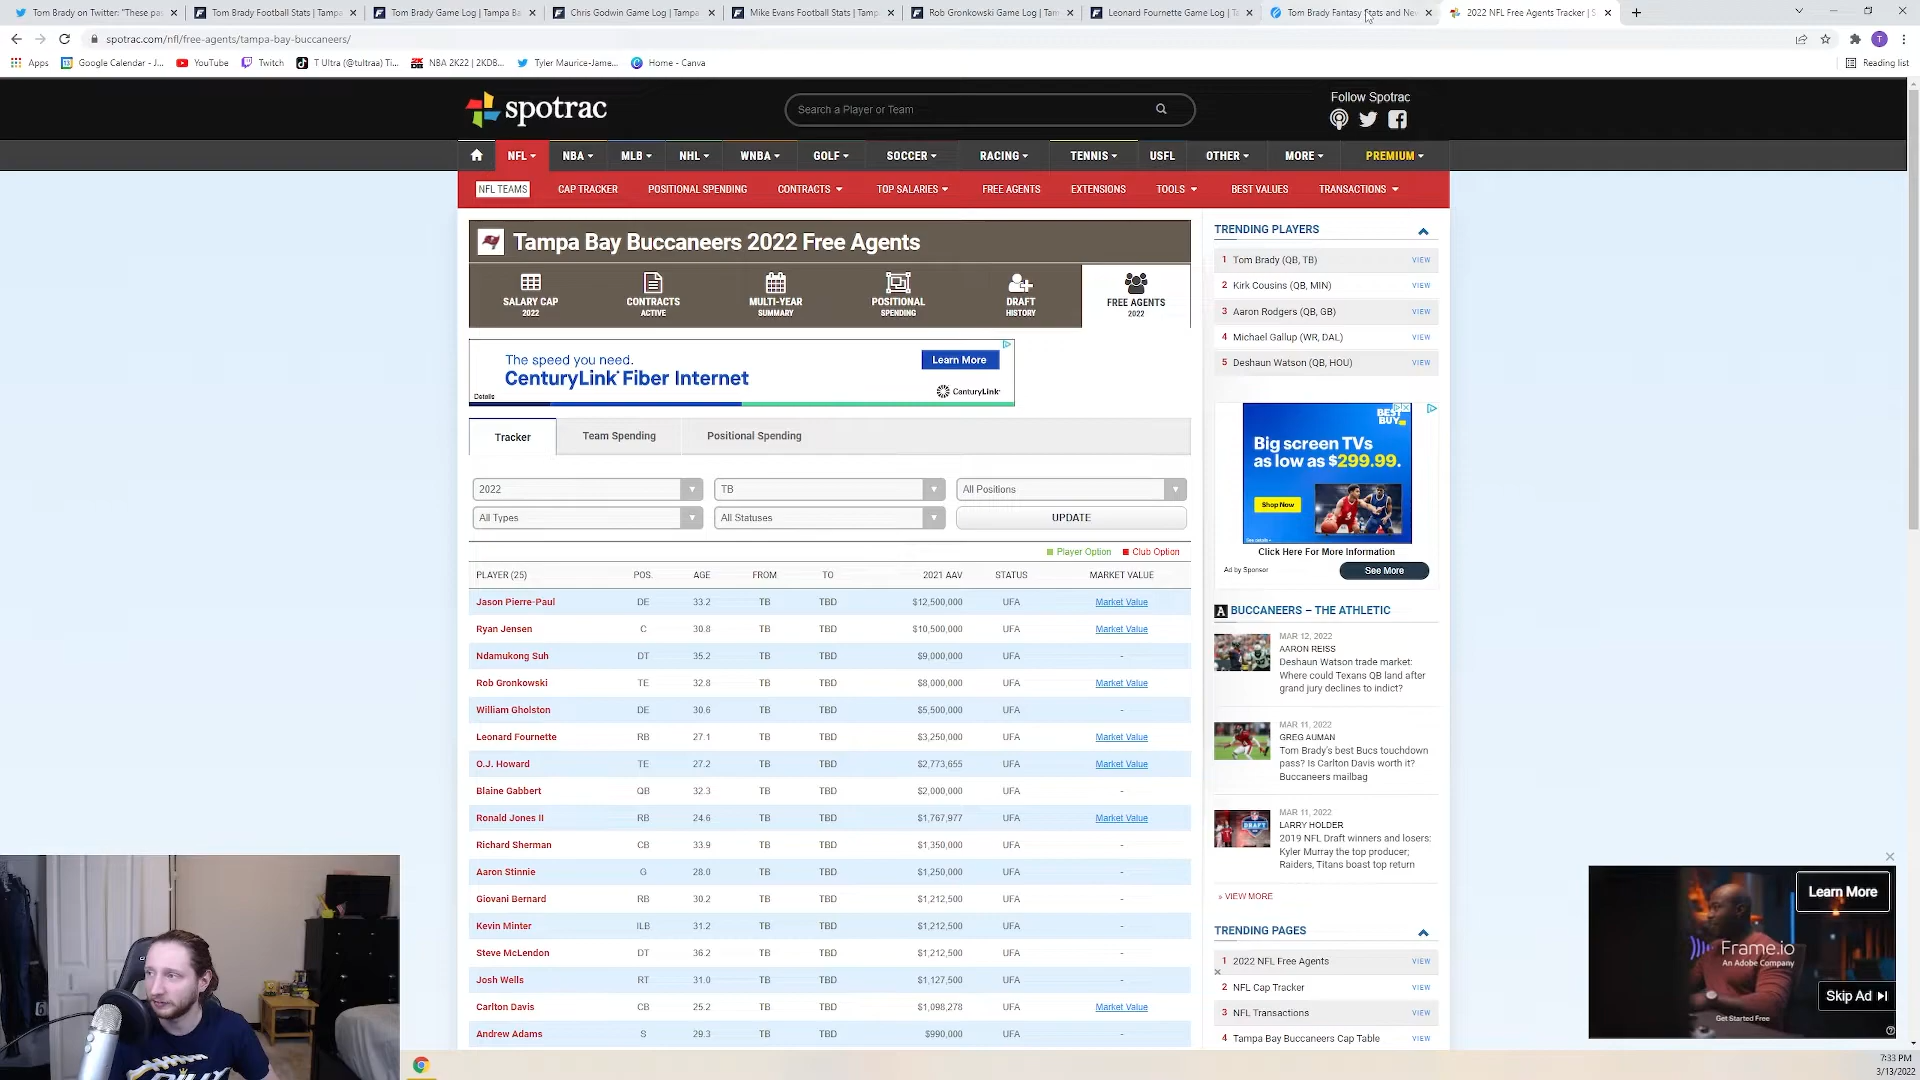 Tom Brady on Twitter: "These pas
Tom Brady Football Stats | Tampa
Tom Brady Game Log | Tampa Ba
Chris Godwin Game Log | Tampa
Mike Evans Football Stats | Tampa
Rob Gronkowski Game Log | Tam
Leonard Fournette Game Log | Ta
Tom Brady Fantasy Stats and Nev
2022 NFL Free Agents Tracker | S
spotrac.com/nfl/free-agents/tampa-bay-buccaneers/
T
Apps
Google Calendar - J...
YouTube
Twitch
T Ultra (@tultraa) Ti...
NBA 2K22 | 2KDB...
Tyler Maurice-Jame...
Home - Canva
Reading list
spotrac
Search a Player or Team
Follow Spotrac
NFL
NBA
MLB
NHL
WNBA
GOLF
SOCCER
RACING
TENNIS
USFL
OTHER
MORE
PREMIUM
NFL TEAMS
CAP TRACKER
POSITIONAL SPENDING
CONTRACTS
TOP SALARIES
FREE AGENTS
EXTENSIONS
TOOLS
BEST VALUES
TRANSACTIONS
Tampa Bay Buccaneers 2022 Free Agents
SALARY CAP
2022
CONTRACTS
ACTIVE
MULTI-YEAR
SUMMARY
POSITIONAL
SPENDING
DRAFT
HISTORY
FREE AGENTS
2022
The speed you need.
CenturyLink Fiber Internet
Details
Learn More
CenturyLink
Tracker
Team Spending
Positional Spending
2022
TB
All Positions
All Types
All Statuses
UPDATE
Player Option
Club Option
PLAYER (25) POS. AGE FROM TO 2021 AAV STATUS MARKET VALUE
Jason Pierre-Paul DE 33.2 TB TBD $12,500,000 UFA Market Value
Ryan Jensen C 30.8 TB TBD $10,500,000 UFA Market Value
Ndamukong Suh DT 35.2 TB TBD $9,000,000 UFA -
Rob Gronkowski TE 32.8 TB TBD $8,000,000 UFA Market Value
William Gholston DE 30.6 TB TBD $5,500,000 UFA -
Leonard Fournette RB 27.1 TB TBD $3,250,000 UFA Market Value
O.J. Howard TE 27.2 TB TBD $2,773,655 UFA Market Value
Blaine Gabbert QB 32.3 TB TBD $2,000,000 UFA -
Ronald Jones II RB 24.6 TB TBD $1,767,977 UFA Market Value
Richard Sherman CB 33.9 TB TBD $1,350,000 UFA -
Aaron Stinnie G 28.0 TB TBD $1,250,000 UFA -
Giovani Bernard RB 30.2 TB TBD $1,212,500 UFA -
Kevin Minter ILB 31.2 TB TBD $1,212,500 UFA -
Steve McLendon DT 36.2 TB TBD $1,212,500 UFA -
Josh Wells RT 31.0 TB TBD $1,127,500 UFA -
Carlton Davis CB 25.2 TB TBD $1,098,278 UFA Market Value
Andrew Adams S 29.3 TB TBD $990,000 UFA -
TRENDING PLAYERS
1 Tom Brady (QB, TB) VIEW
2 Kirk Cousins (QB, MIN) VIEW
3 Aaron Rodgers (QB, GB) VIEW
4 Michael Gallup (WR, DAL) VIEW
5 Deshaun Watson (QB, HOU) VIEW
BEST BUY
Big screen TVs
as low as $299.99.
Shop Now
Click Here For More Information
Ad by Sponsor
See More
A BUCCANEERS – THE ATHLETIC
MAR 12, 2022
AARON REISS
Deshaun Watson trade market:
Where could Texans QB land after
grand jury declines to indict?
MAR 11, 2022
GREG AUMAN
Tom Brady's best Bucs touchdown
pass? Is Carlton Davis worth it?
Buccaneers mailbag
MAR 11, 2022
LARRY HOLDER
2019 NFL Draft winners and losers:
Kyler Murray the top producer;
Raiders, Titans boast top return
» VIEW MORE
TRENDING PAGES
1 2022 NFL Free Agents VIEW
2 NFL Cap Tracker VIEW
3 NFL Transactions VIEW
4 Tampa Bay Buccaneers Cap Table VIEW
Learn More
Frame.io
An Adobe Company
Get Started Free
Skip Ad
7:33 PM
3/13/2022